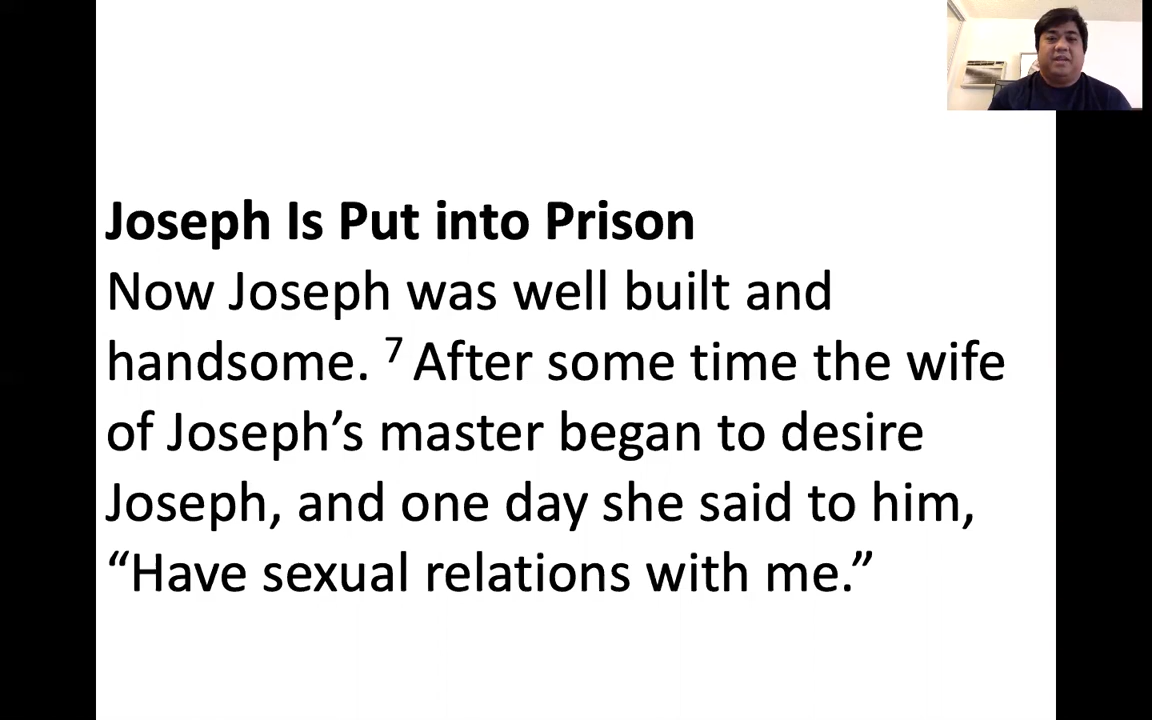 Joseph Is Put into Prison
Now Joseph was well built and
handsome. ⁷ After some time the wife
of Joseph’s master began to desire
Joseph, and one day she said to him,
“Have sexual relations with me.”